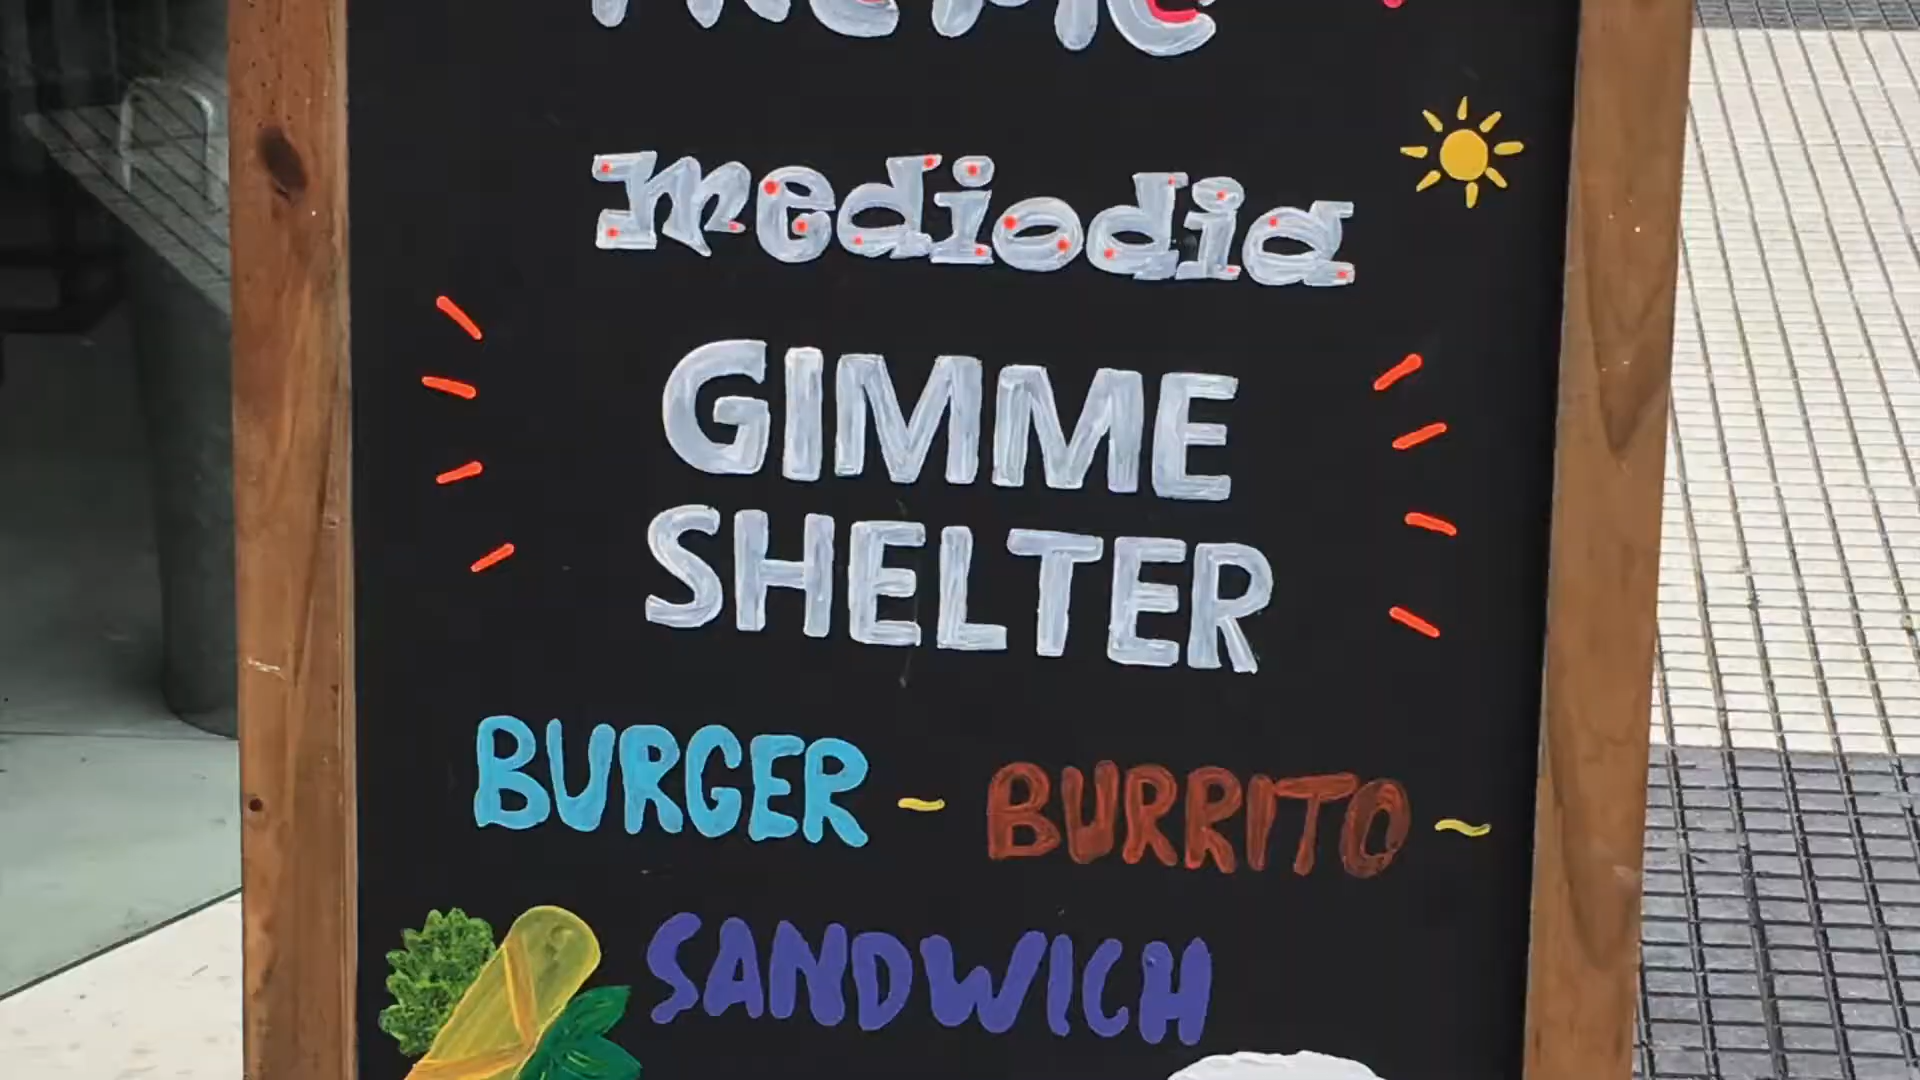 mediodia
GIMME
SHELTER
BURGER ~ BURRITO ~
SANDWICH